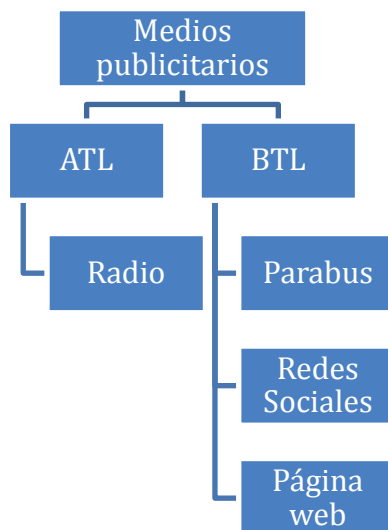 Medios
publicitarios
ATL
BTL
Radio
Parabus
Redes
Sociales
Página
web